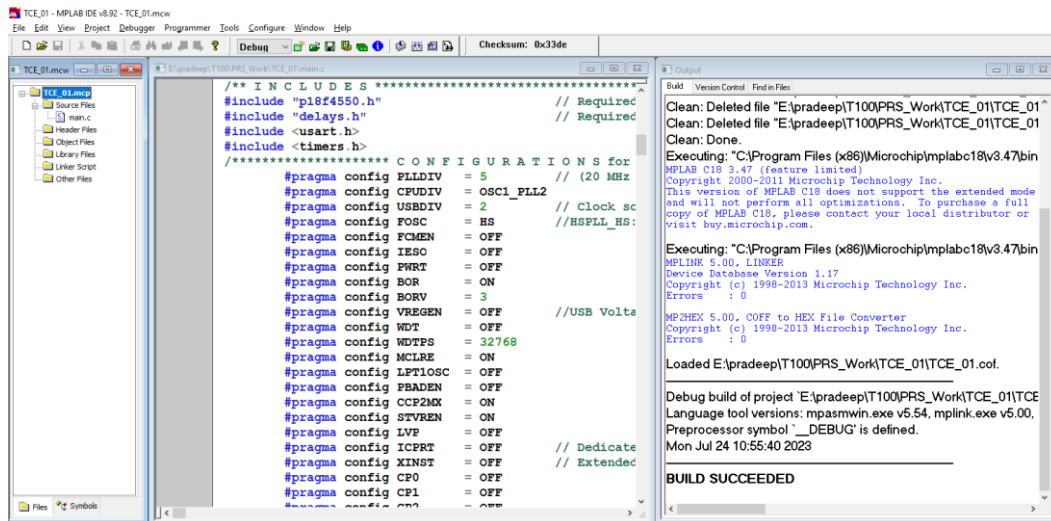 TCE_01 - MPLAB IDE v8.92 - TCE_01.mcw
File Edit View Project Debugger Programmer Tools Configure Window Help
Debug Checksum: 0x33de
TCE_01.mcw
TCE_01.mcp
Source Files
main.c
Header Files
Object Files
Library Files
Linker Script
Other Files
Files Symbols
E:\pradeep\T100\PRS_Work\TCE_01\main.c
/** I N C L U D E S *************************************
#include "p18f4550.h" // Required
#include "delays.h" // Required
#include <usart.h>
#include <timers.h>
/********************* C O N F I G U R A T I O N S for
#pragma config PLLDIV = 5 // (20 MHz
#pragma config CPUDIV = OSC1_PLL2
#pragma config USBDIV = 2 // Clock so
#pragma config FOSC = HS //HSPLL_HS:
#pragma config FCMEN = OFF
#pragma config IESO = OFF
#pragma config PWRT = OFF
#pragma config BOR = ON
#pragma config BORV = 3
#pragma config VREGEN = OFF //USB Volta
#pragma config WDT = OFF
#pragma config WDTPS = 32768
#pragma config MCLRE = ON
#pragma config LPT1OSC = OFF
#pragma config PBADEN = OFF
#pragma config CCP2MX = ON
#pragma config STVREN = ON
#pragma config LVP = OFF
#pragma config ICPRT = OFF // Dedicate
#pragma config XINST = OFF // Extended
#pragma config CP0 = OFF
#pragma config CP1 = OFF
#pragma config CP2 = OFF
Output
Build Version Control Find in Files
Clean: Deleted file "E:\pradeep\T100\PRS_Work\TCE_01\TCE_01
Clean: Deleted file "E:\pradeep\T100\PRS_Work\TCE_01\TCE_01
Clean: Done.
Executing: "C:\Program Files (x86)\Microchip\mplabc18\v3.47\bin
MPLAB C18 3.47 (feature limited)
Copyright 2000-2011 Microchip Technology Inc.
This version of MPLAB C18 does not support the extended mode
and will not perform all optimizations. To purchase a full
copy of MPLAB C18, please contact your local distributor or
visit buy.microchip.com.
Executing: "C:\Program Files (x86)\Microchip\mplabc18\v3.47\bin
MPLINK 5.00, LINKER
Device Database Version 1.17
Copyright (c) 1998-2013 Microchip Technology Inc.
Errors : 0
MP2HEX 5.00, COFF to HEX File Converter
Copyright (c) 1998-2013 Microchip Technology Inc.
Errors : 0
Loaded E:\pradeep\T100\PRS_Work\TCE_01\TCE_01.cof.
Debug build of project `E:\pradeep\T100\PRS_Work\TCE_01\TCE
Language tool versions: mpasmwin.exe v5.54, mplink.exe v5.00,
Preprocessor symbol `__DEBUG' is defined.
Mon Jul 24 10:55:40 2023
BUILD SUCCEEDED